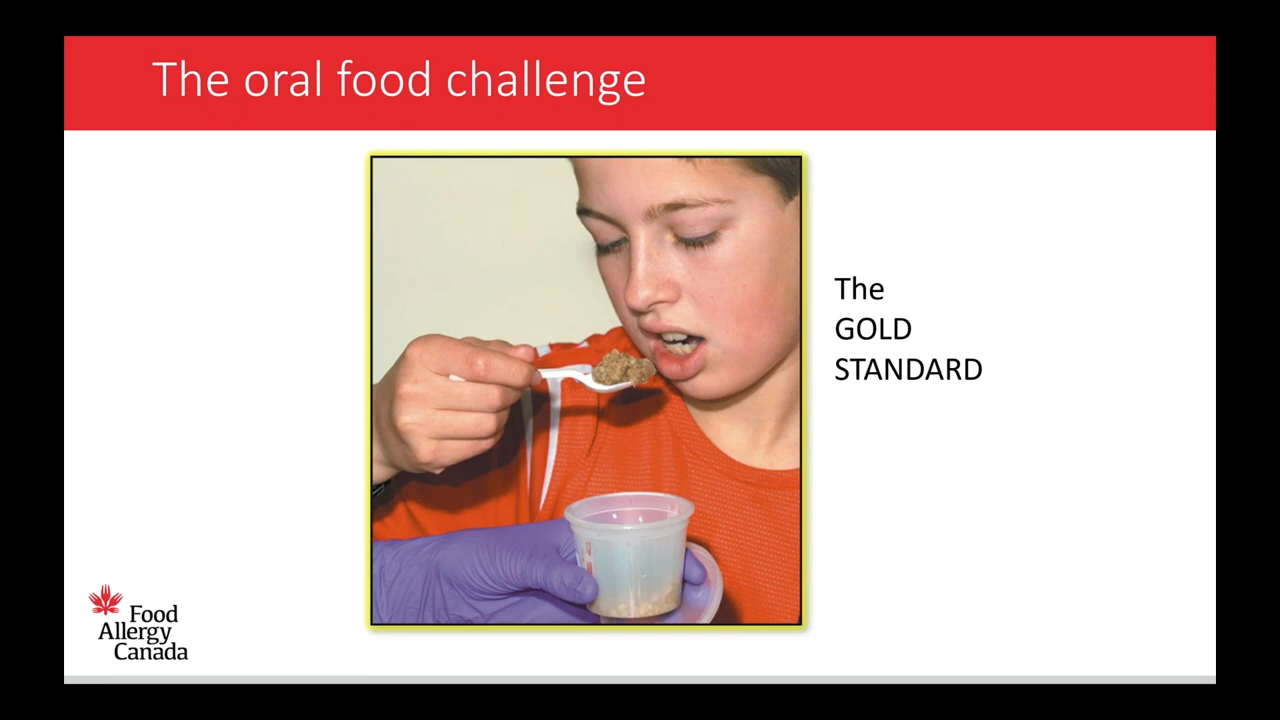 The oral food challenge
The
GOLD
STANDARD
Food
Allergy
Canada